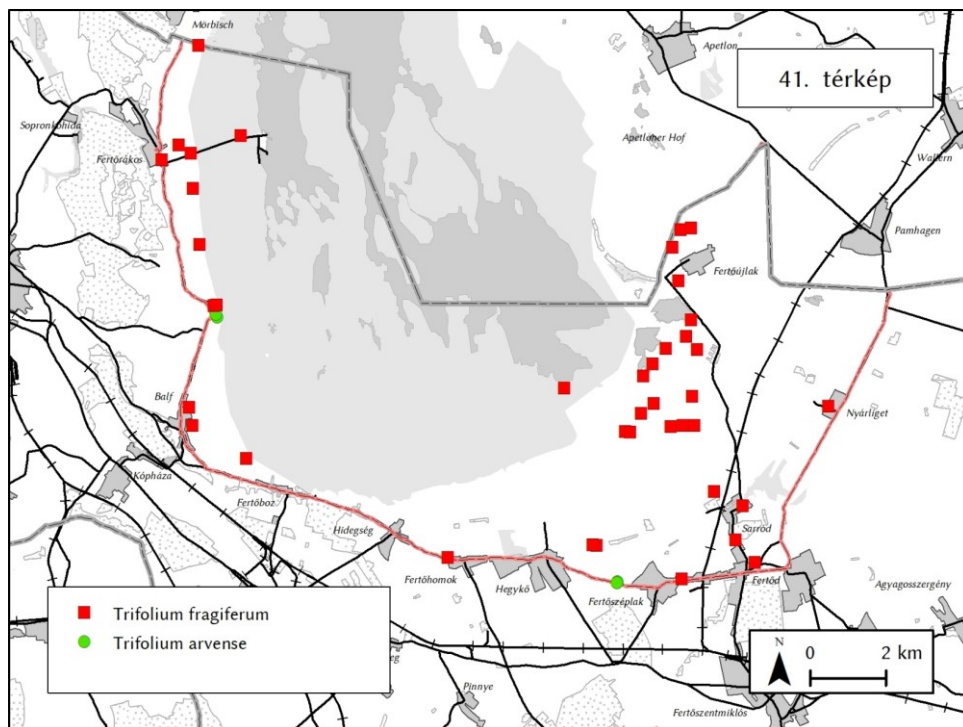 Mörbisch
Apetlon
41. térkép
Sopronkőhida
Apetloner Hof
Fertőrákos
Wallern
Pamhagen
Fertőújlak
Balf
Nyárliget
Kópháza
Fertőboz
Hidegség
Sarród
Fertőhomok
Hegykő
Fertőszéplak
Fertőd
Agyagosszergény
Trifolium fragiferum
Trifolium arvense
N
0 2 km
Pinnye
Fertőszentmiklós